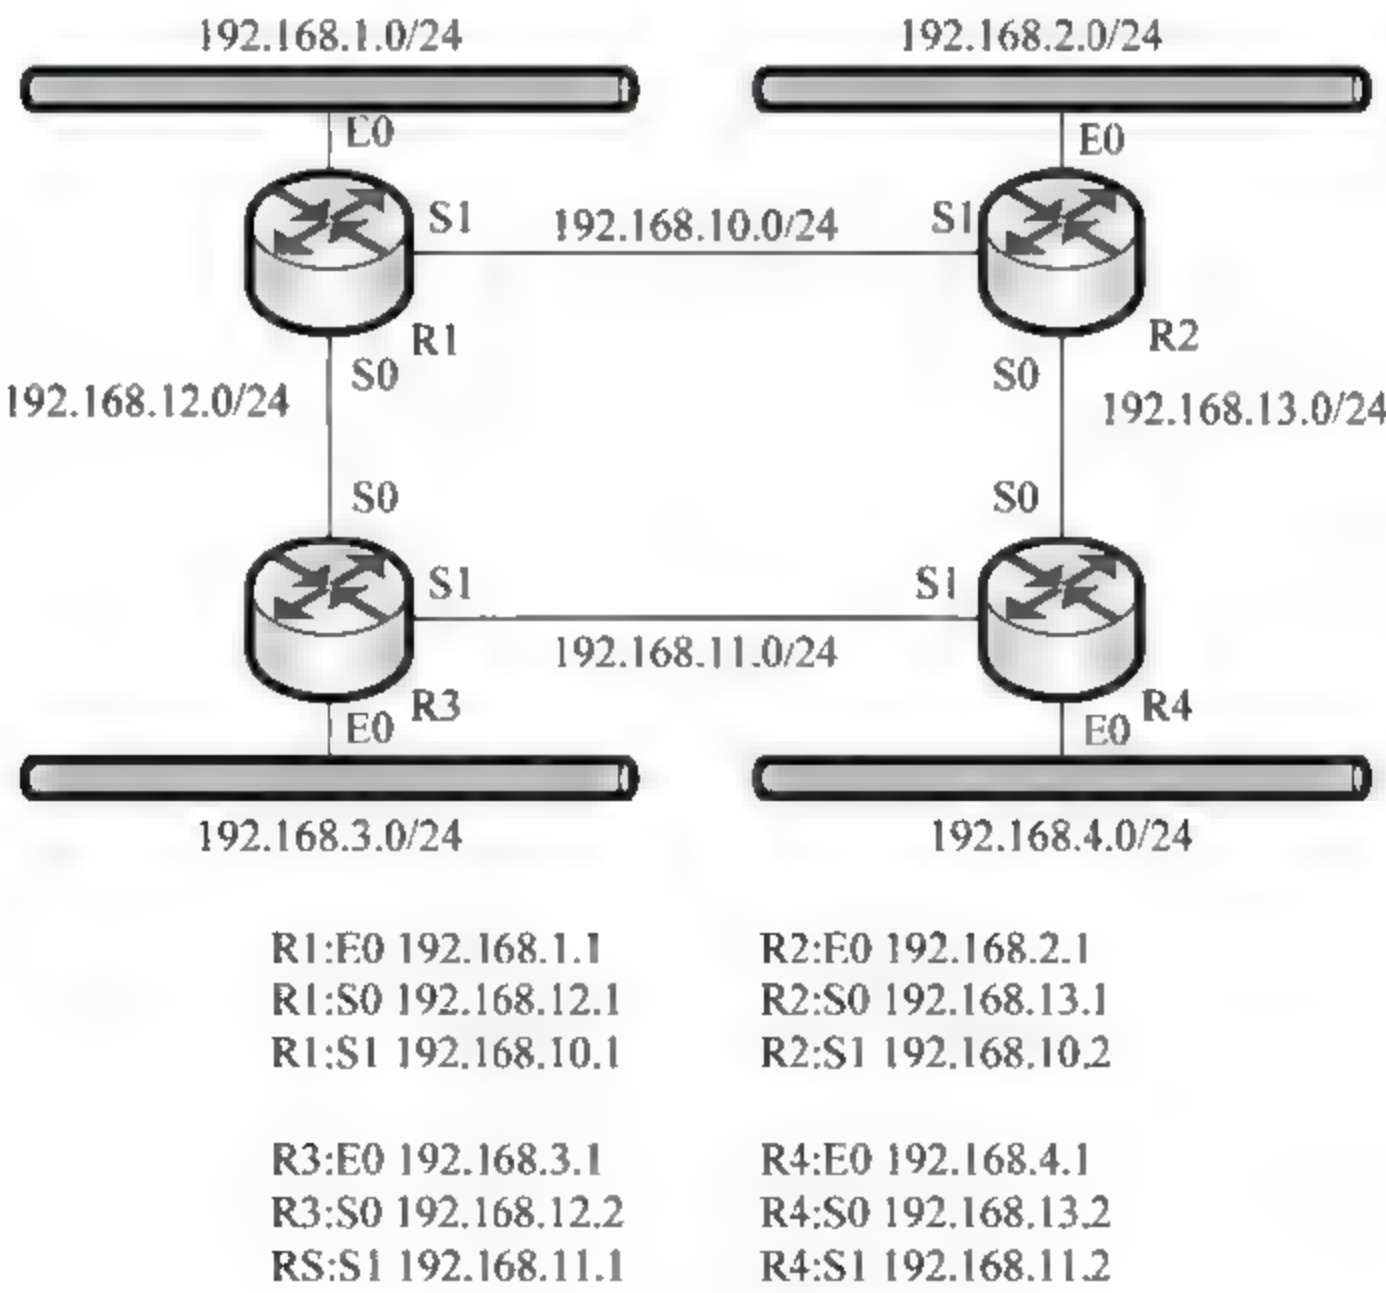 192.168.1.0/24
192.168.2.0/24
E0
E0
S1
192.168.10.0/24
S1
R1
R2
S0
S0
192.168.12.0/24
192.168.13.0/24
S0
S0
S1
S1
192.168.11.0/24
R3
R4
E0
E0
192.168.3.0/24
192.168.4.0/24
R1:E0 192.168.1.1
R1:S0 192.168.12.1
R1:S1 192.168.10.1
R2:E0 192.168.2.1
R2:S0 192.168.13.1
R2:S1 192.168.10.2
R3:E0 192.168.3.1
R3:S0 192.168.12.2
RS:S1 192.168.11.1
R4:E0 192.168.4.1
R4:S0 192.168.13.2
R4:S1 192.168.11.2